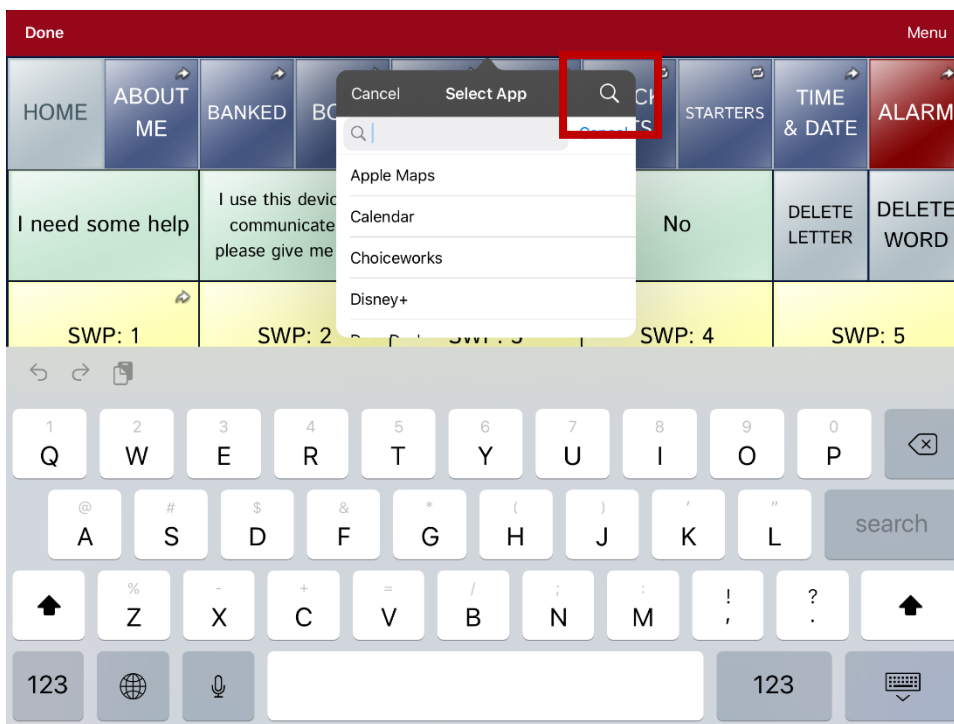 Done
Menu
HOME
ABOUT
ME
BANKED
STARTERS
TIME
& DATE
ALARM
Cancel
Select App
Apple Maps
Calendar
Choiceworks
Disney+
I need some help
I use this
communicate
please give me
No
DELETE
LETTER
DELETE
WORD
SWP: 1
SWP: 2
SWP: 4
SWP: 5
1 2 3 4 5 6 7 8 9 0
Q W E R T Y U I O P
@ # $ & * ( ) ' "
A S D F G H J K L
search
% - + = / ; : ! ?
Z X C V B N M , .
123
123